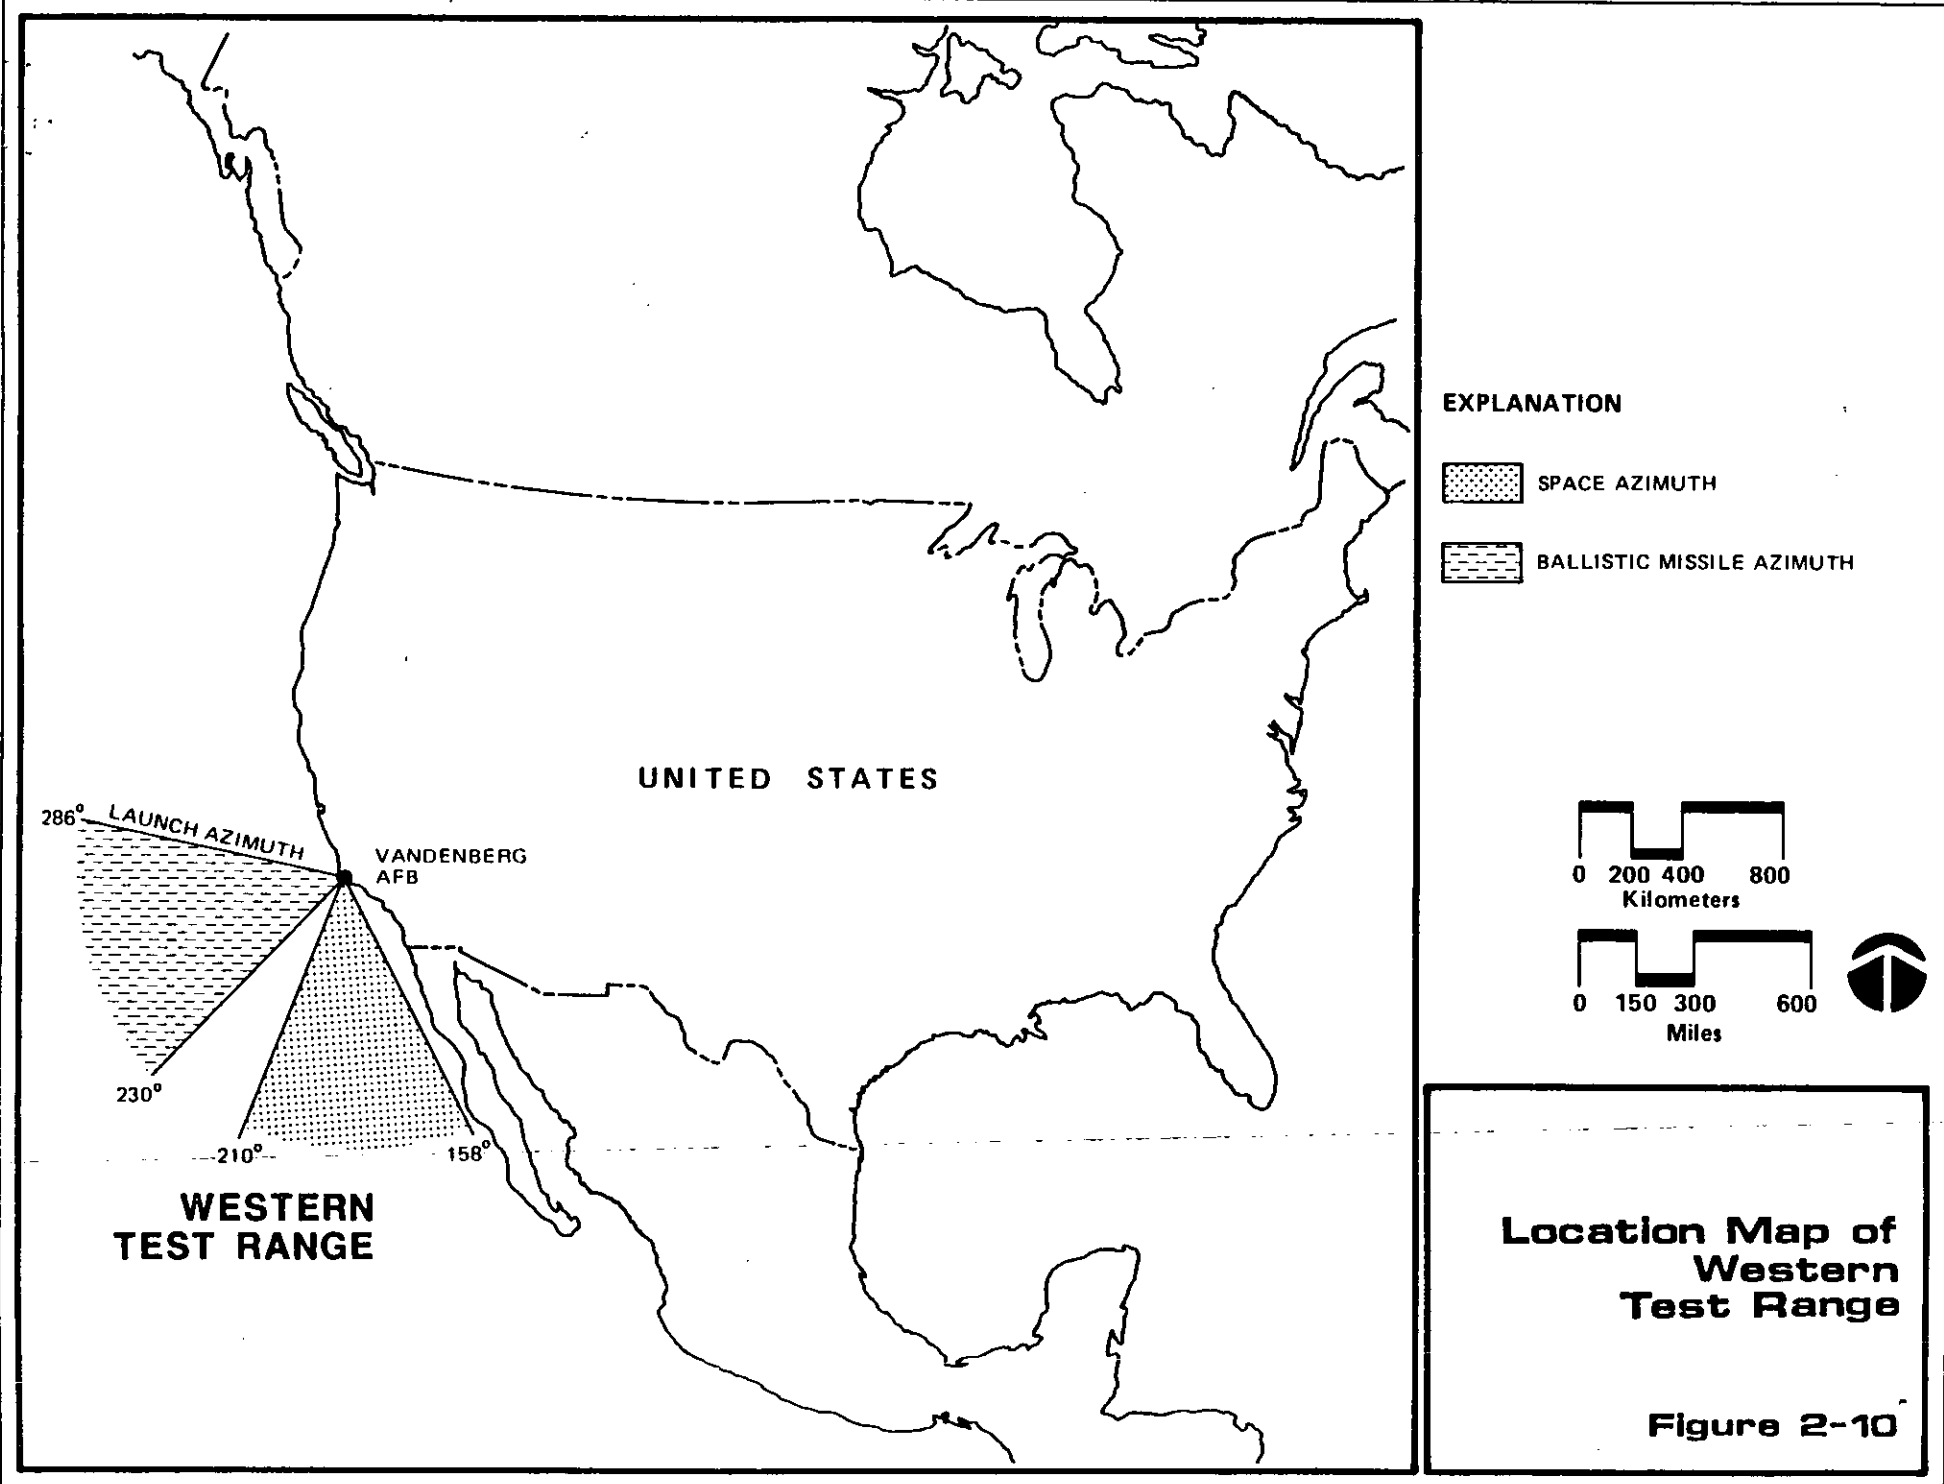 EXPLANATION
SPACE AZIMUTH
BALLISTIC MISSILE AZIMUTH
UNITED STATES
286°
LAUNCH AZIMUTH
VANDENBERG
AFB
230°
210°
158°
WESTERN
TEST RANGE
0 200 400 800
Kilometers
0 150 300 600
Miles
Location Map of
Western
Test Range
Figure 2-10